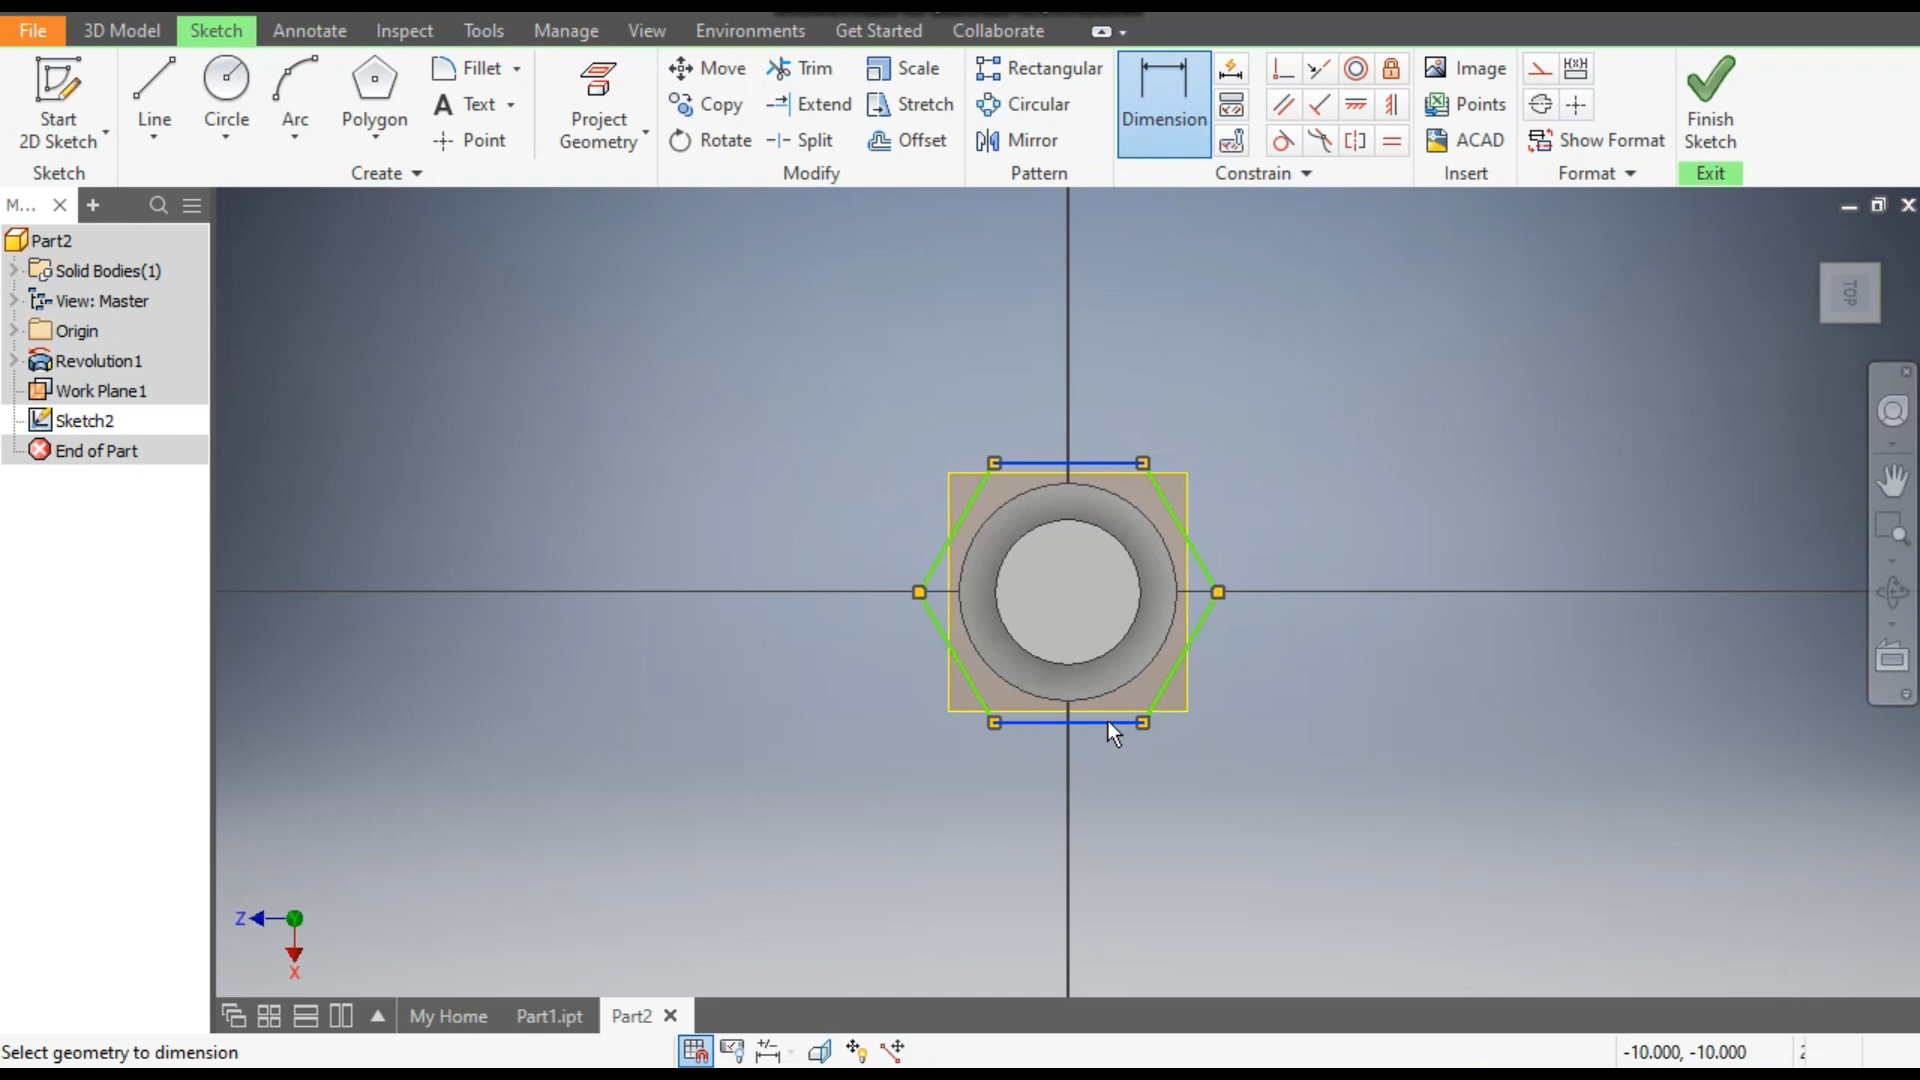 File 3D Model Sketch Annotate Inspect Tools Manage View Environments Get Started Collaborate
Start
2D Sketch
Line
Circle
Arc
Polygon
Fillet
Text
Point
Project
Geometry
Move
Copy
Rotate
Trim
Extend
Split
Scale
Stretch
Offset
Rectangular
Circular
Mirror
Dimension
Image
Points
ACAD
Show Format
Finish
Sketch
Sketch Create Modify Pattern Constrain Insert Format Exit
M...
Part2
Solid Bodies(1)
View: Master
Origin
Revolution1
Work Plane1
Sketch2
End of Part
TOP
Z
X
My Home Part1.ipt Part2
Select geometry to dimension
-10.000, -10.000